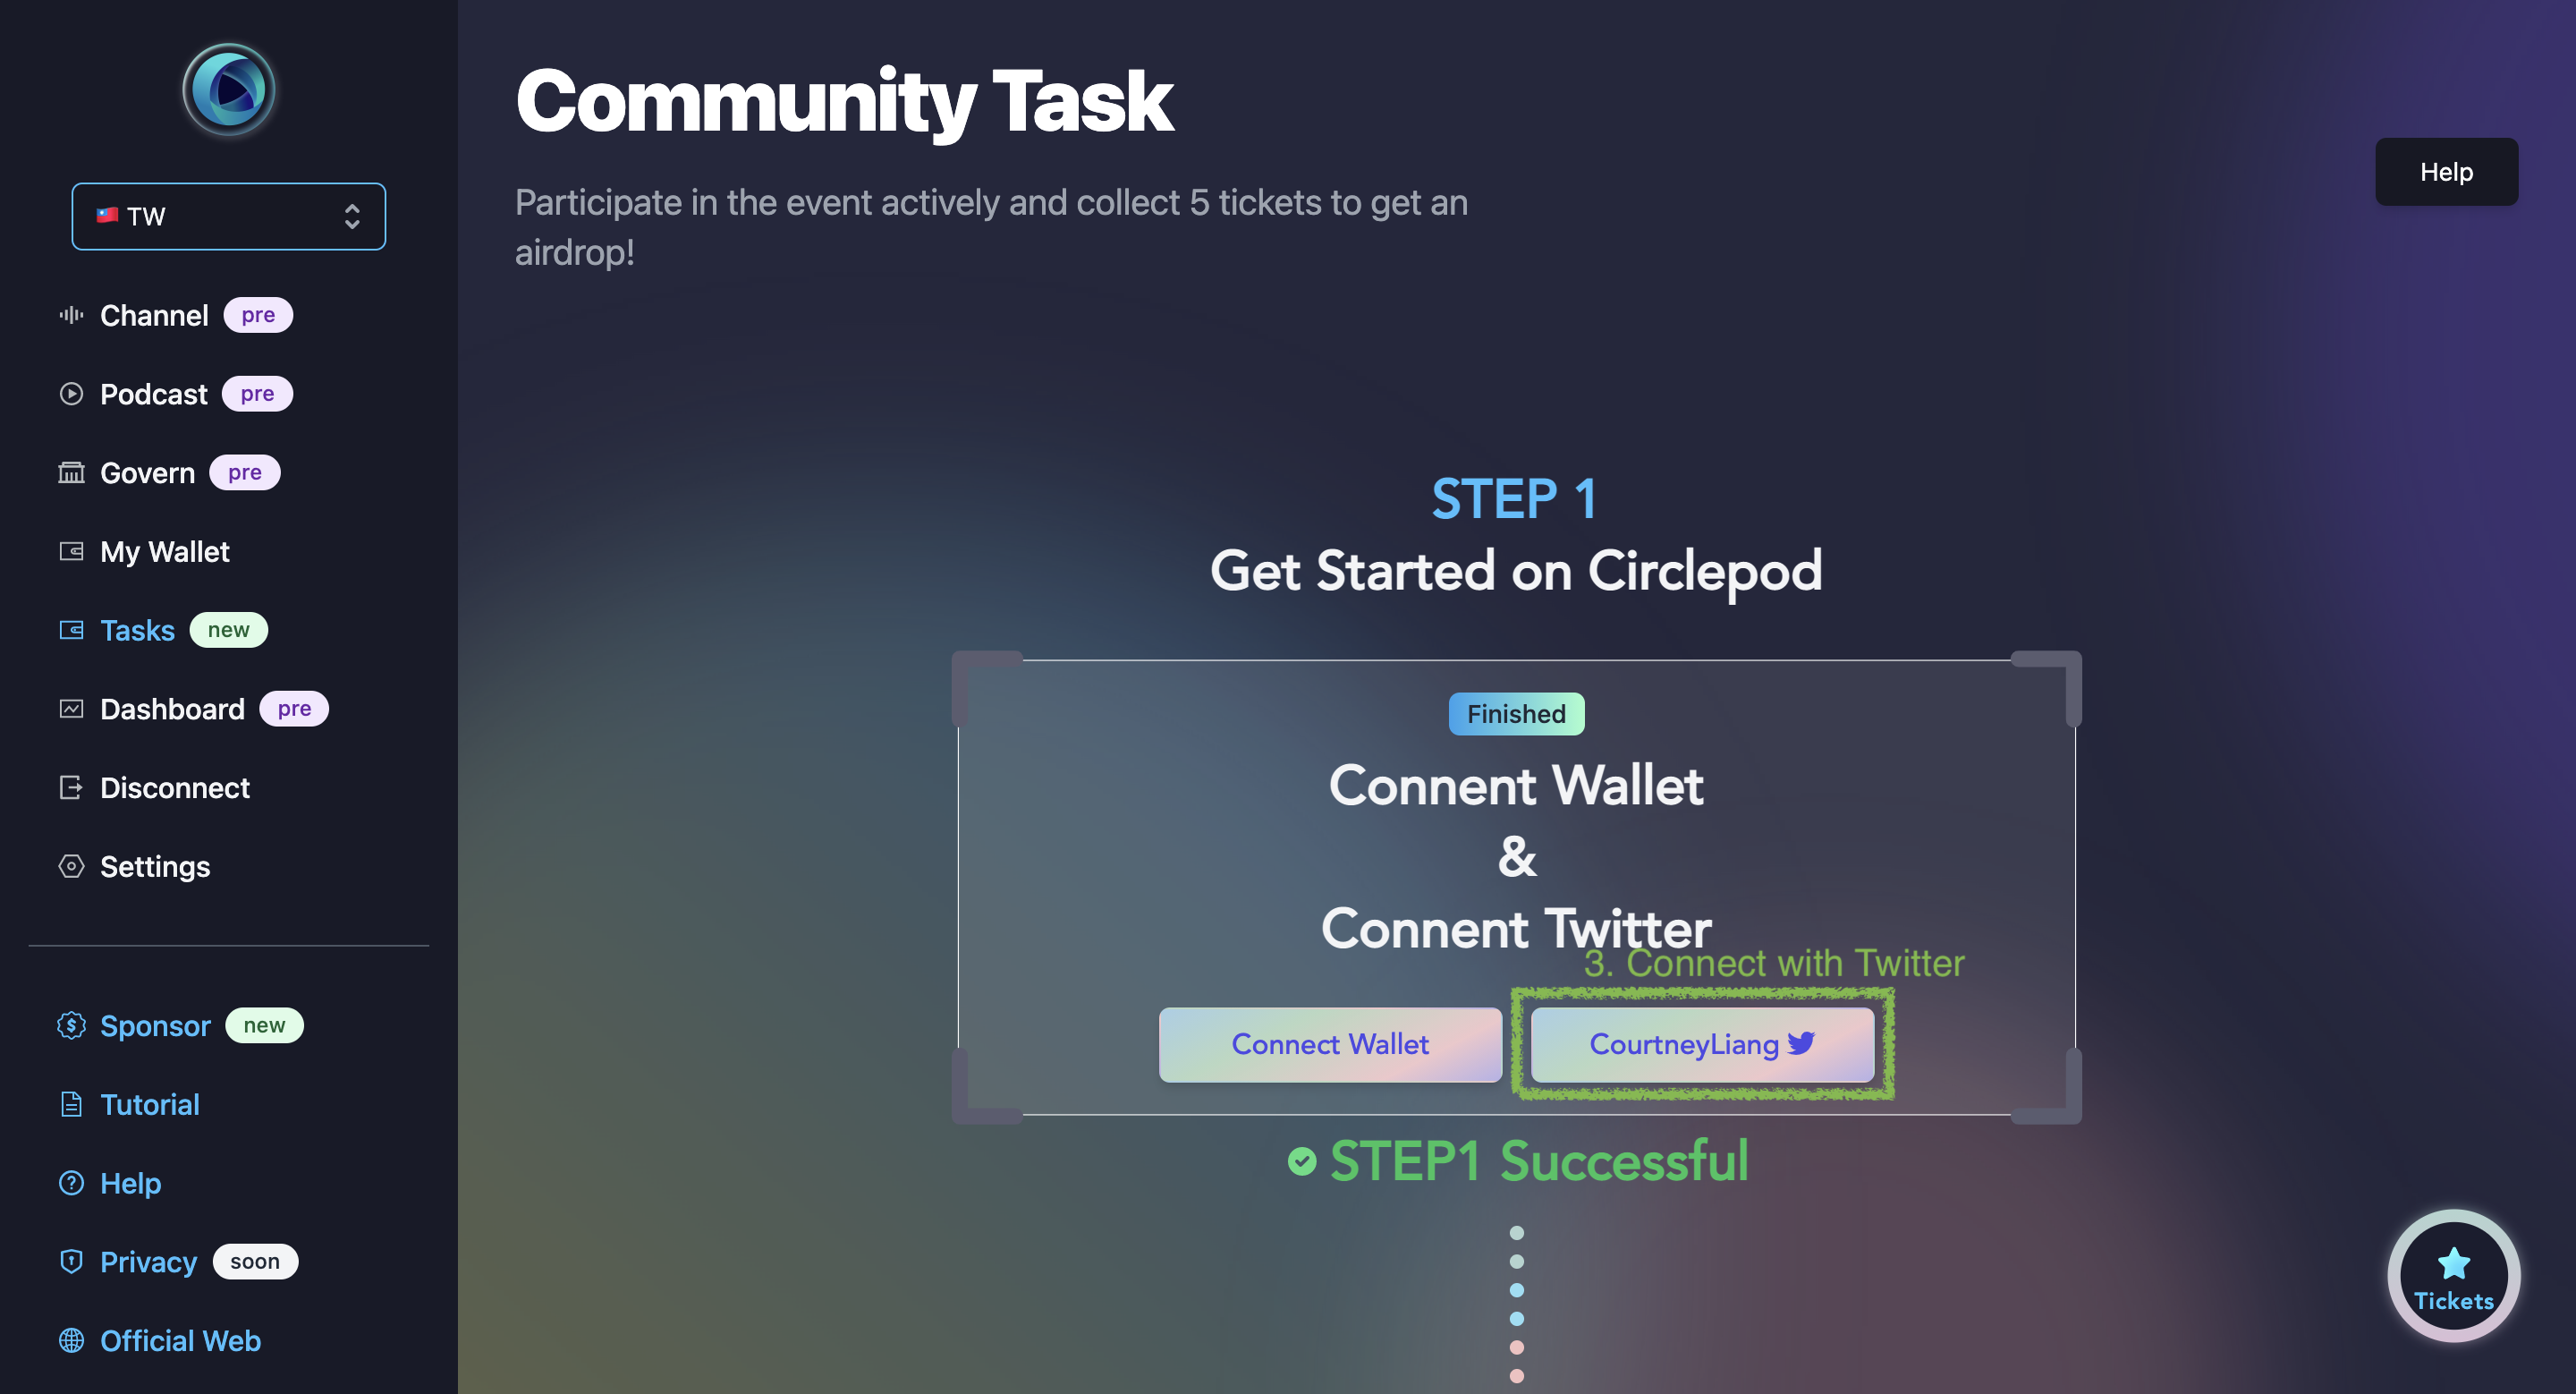 TW
Channel pre
Podcast pre
Govern pre
My Wallet
Tasks new
Dashboard pre
Disconnect
Settings
Sponsor new
Tutorial
Help
Privacy soon
Official Web
Community Task
Participate in the event actively and collect 5 tickets to get an
airdrop!
Help
STEP 1
Get Started on Circlepod
Finished
Connent Wallet
&
Connent Twitter
3. Connect with Twitter
Connect Wallet
CourtneyLiang
STEP1 Successful
Tickets